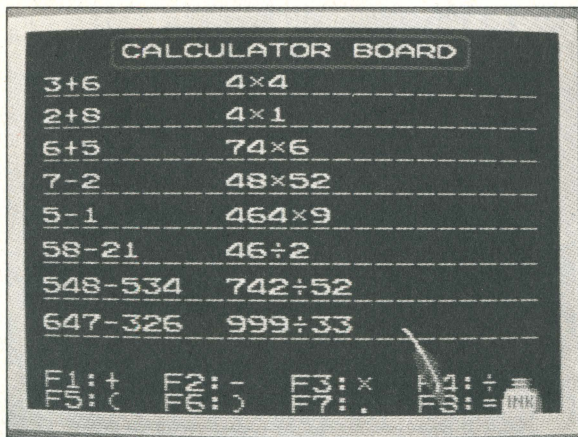 CALCULATOR BOARD
3+6 4×4
2+8 4×1
6+5 74×6
7-2 48×52
5-1 464×9
58-21 46÷2
548-534 742÷52
647-326 999÷33
F1:+ F2:- F3:× F4:÷
F5:( F6:) F7:. F8:= INK